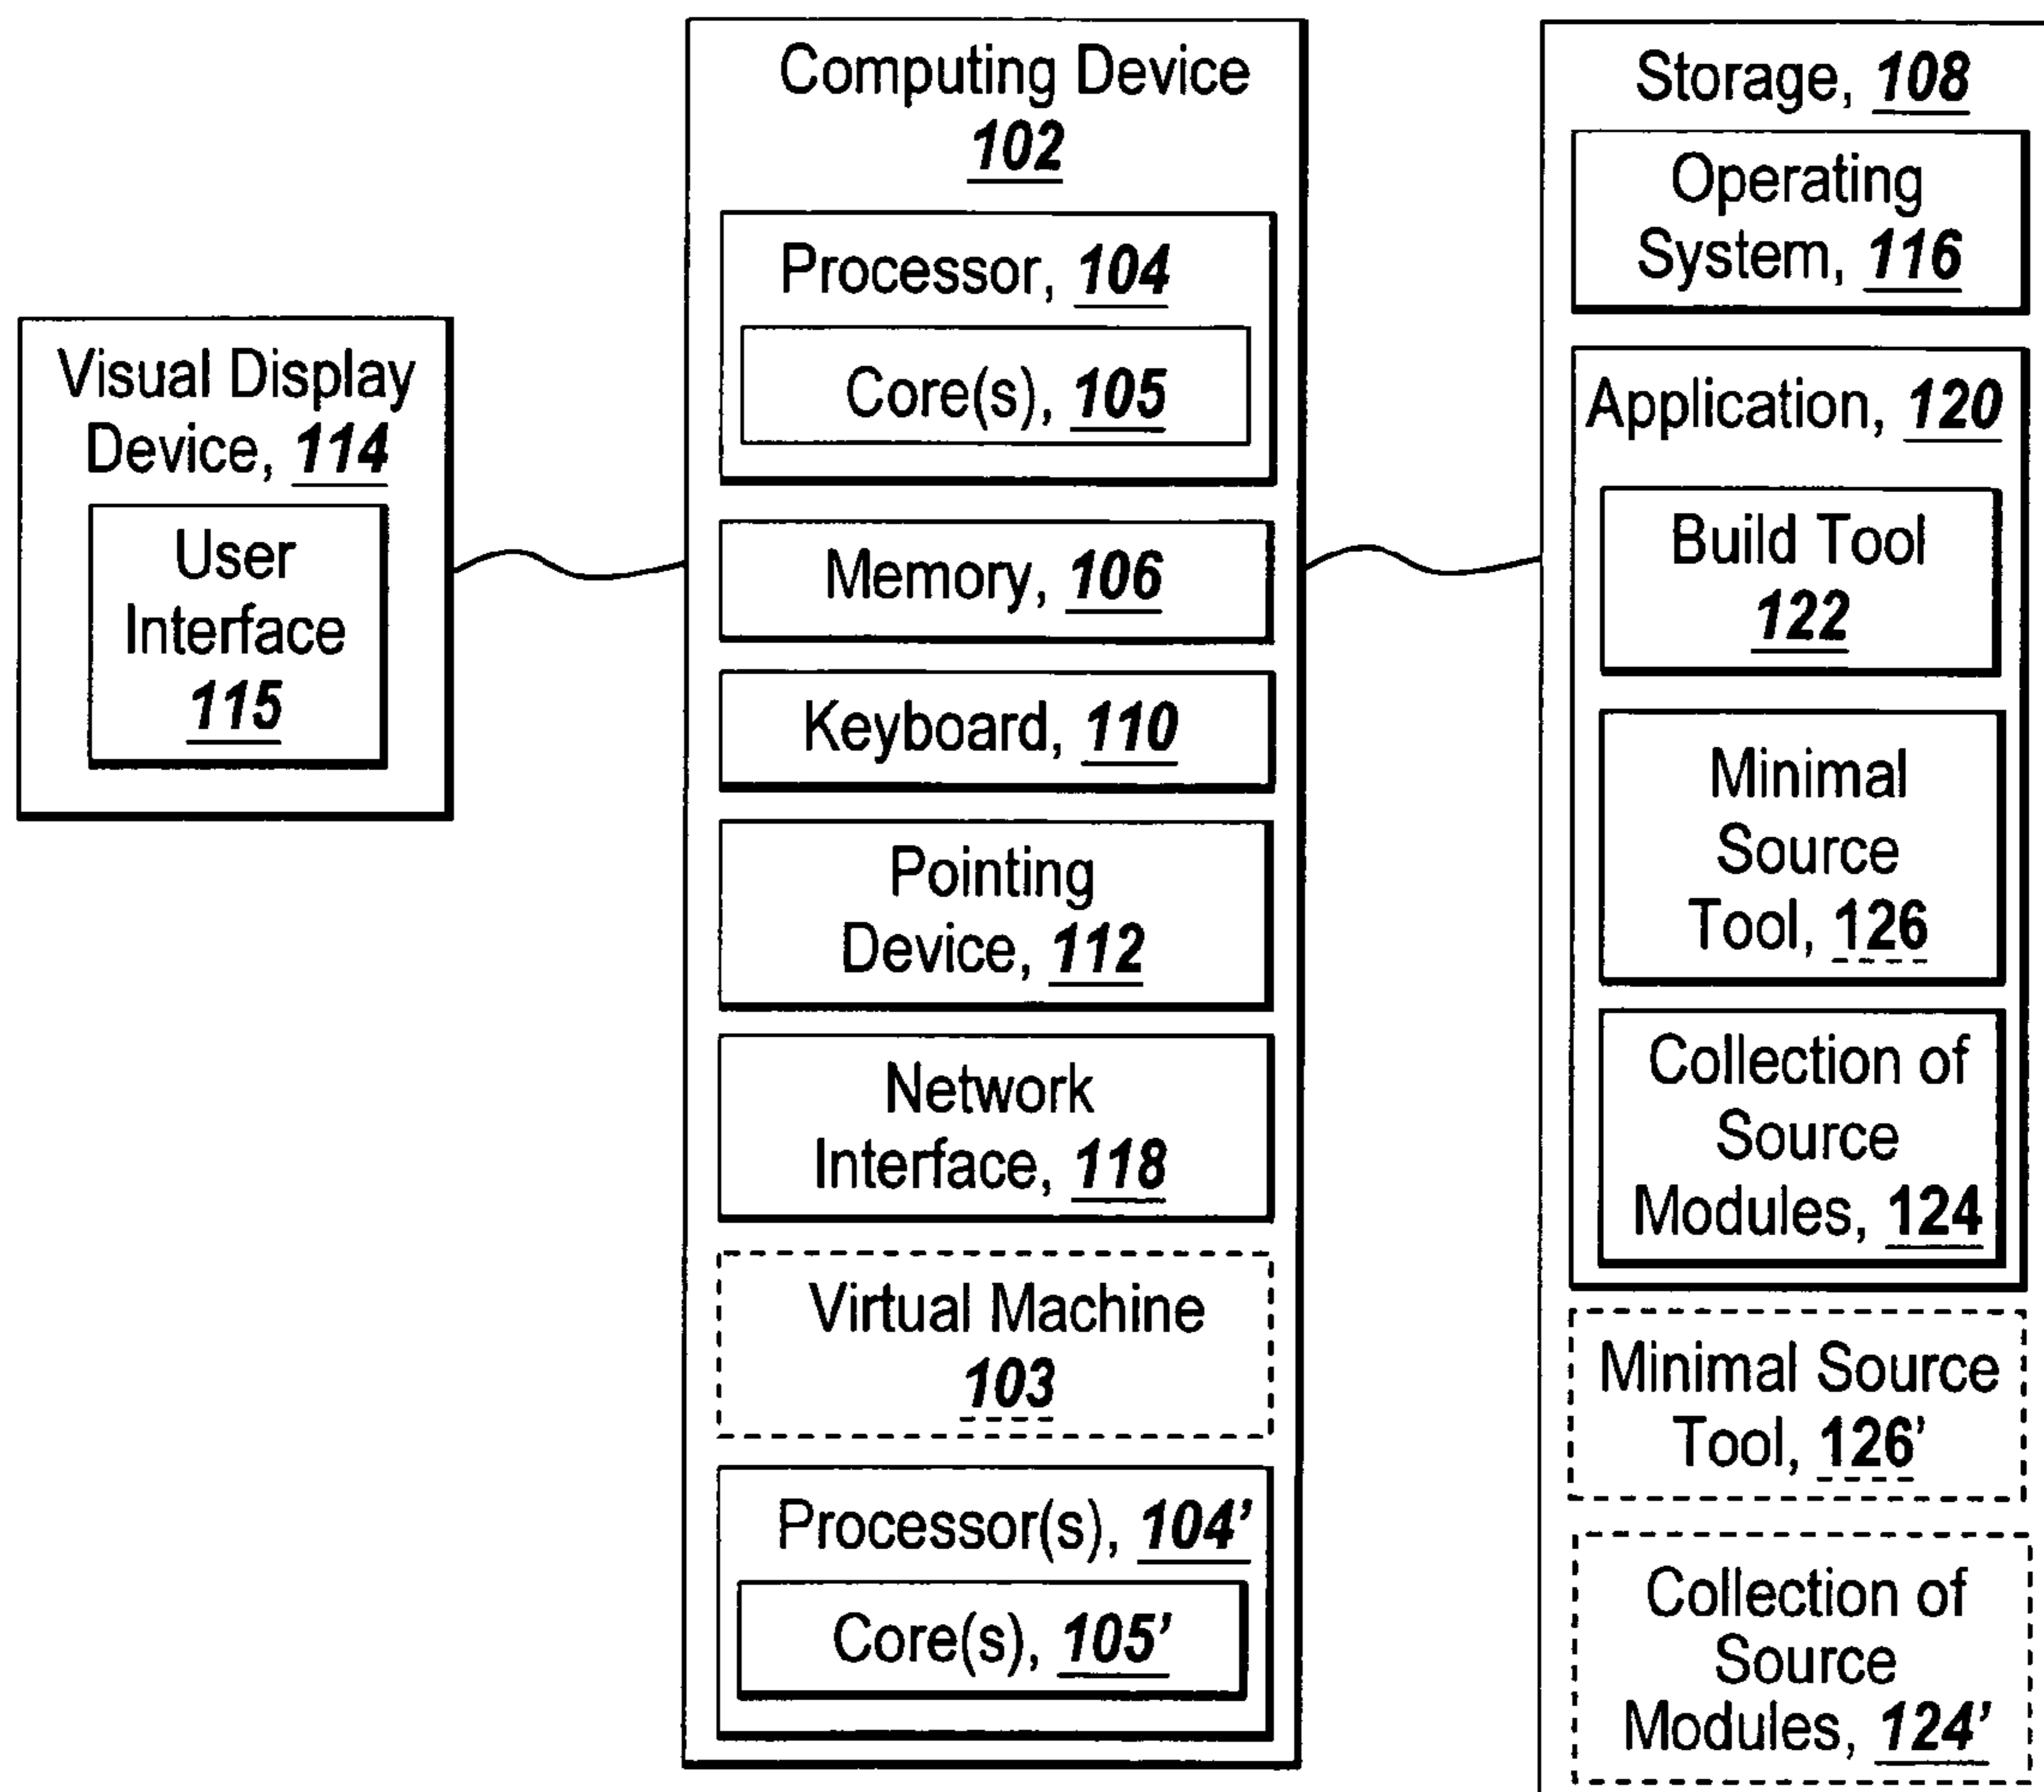 Visual Display
Device, 114
User
Interface
115
Computing Device
102
Processor, 104
Core(s), 105
Memory, 106
Keyboard, 110
Pointing
Device, 112
Network
Interface, 118
Virtual Machine
103
Processor(s), 104’
Core(s), 105’
Storage, 108
Operating
System, 116
Application, 120
Build Tool
122
Minimal
Source
Tool, 126
Collection of
Source
Modules, 124
Minimal Source
Tool, 126’
Collection of
Source
Modules, 124’